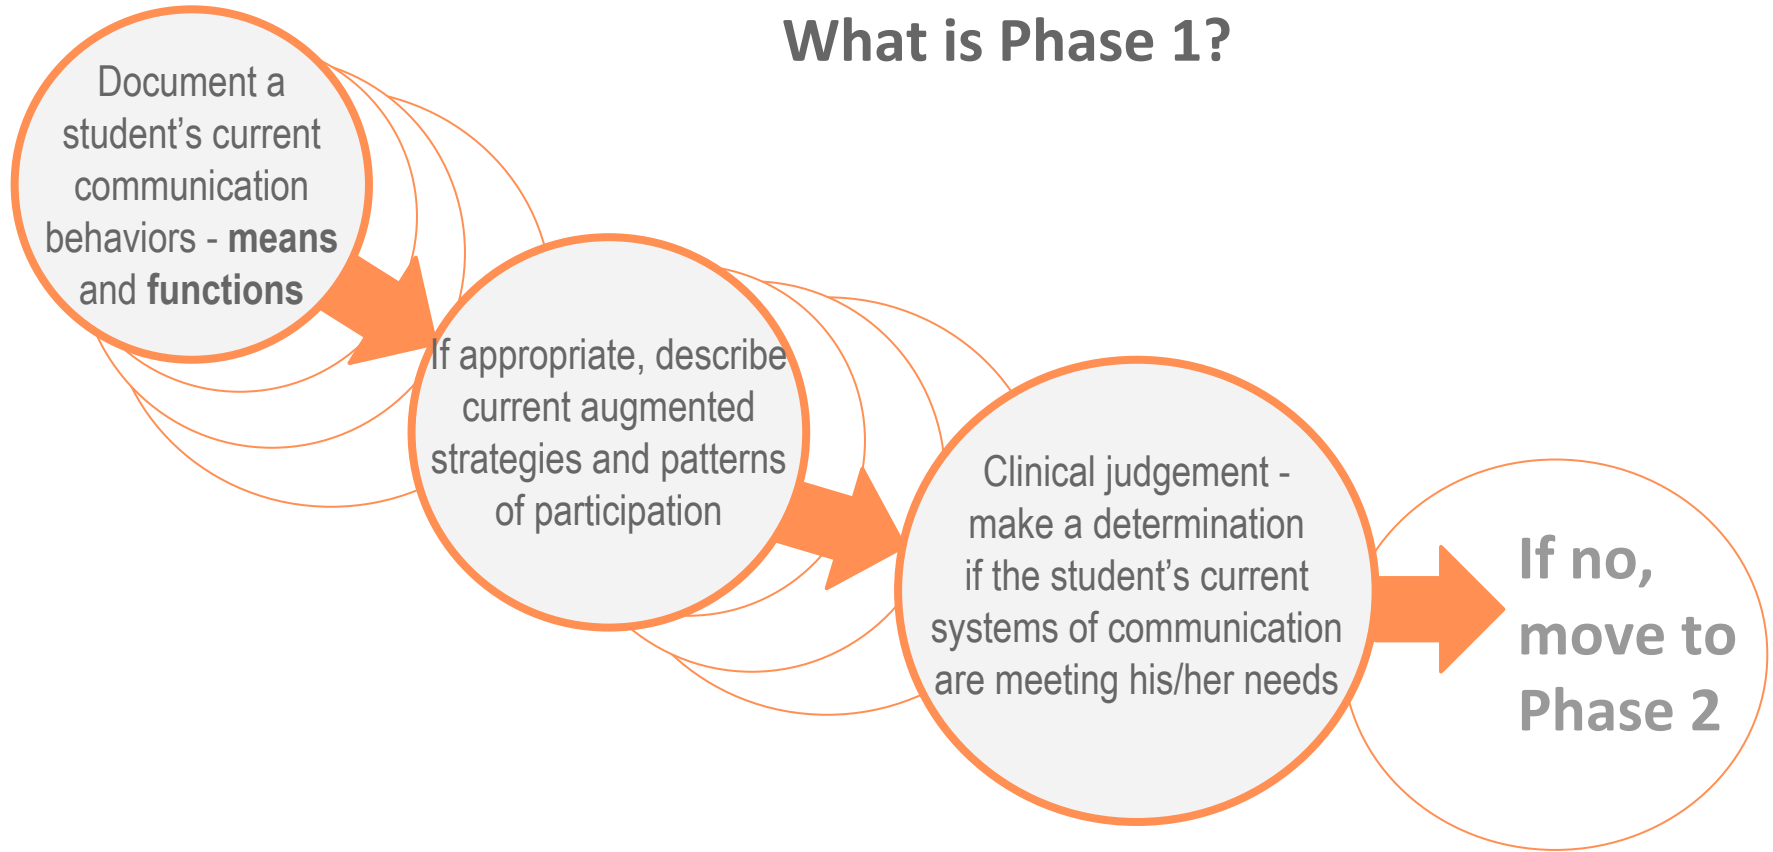 What is Phase 1?
Document a
student’s current
communication
behaviors - means
and functions
If appropriate, describe
current augmented
strategies and patterns
of participation
Clinical judgement -
make a determination
if the student’s current
systems of communication
are meeting his/her needs
If no,
move to
Phase 2